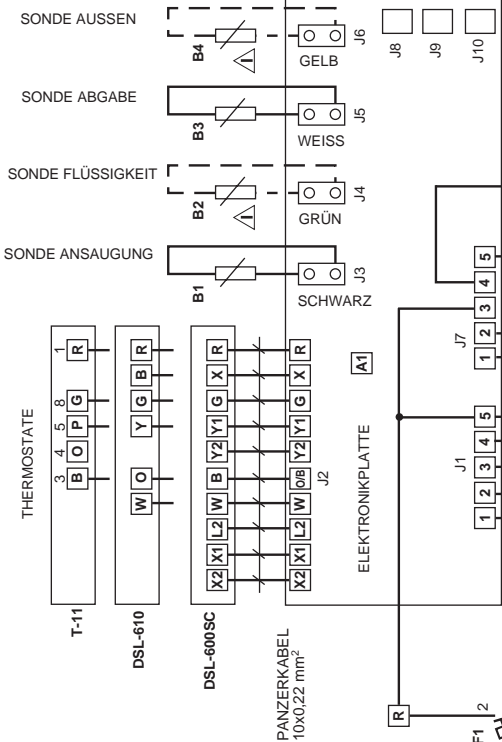 SONDE AUSSEN
B4
GELB
J6
J8
J9
J10
SONDE ABGABE
B3
WEISS
J5
SONDE FLÜSSIGKEIT
B2
GRÜN
J4
SONDE ANSAUGUNG
B1
SCHWARZ
J3
THERMOSTATE
3 4 5 8 1
B O P G R
T-11
W O Y G B R
DSL-610
X2 X1 L2 W B Y2 Y1 G X R
DSL-600SC
X2 X1 L2 W O/B Y2 Y1 G X R
J2
PANZERKABEL
10x0,22 mm²
A1
ELEKTRONIKPLATTE
J1
1 2 3 4 5
J7
1 2 3 4 5
R
2
F1